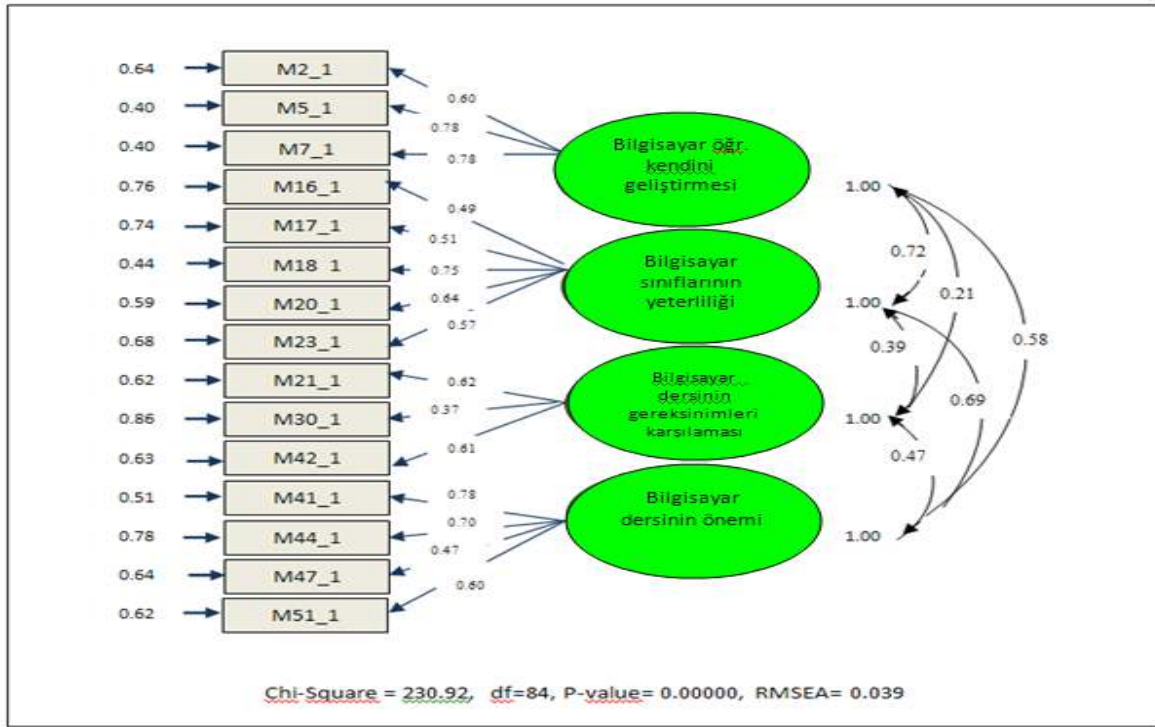 0.64 M2_1
0.40 M5_1
0.40 M7_1
0.76 M16_1
0.74 M17_1
0.44 M18_1
0.59 M20_1
0.68 M23_1
0.62 M21_1
0.86 M30_1
0.63 M42_1
0.51 M41_1
0.78 M44_1
0.64 M47_1
0.62 M51_1
0.60
0.78
0.78
0.49
0.51
0.75
0.64
0.57
0.62
0.37
0.61
0.78
0.70
0.47
0.60
Bilgisayar öğr.
kendini
geliştirmesi
Bilgisayar
sınıflarının
yeterliliği
Bilgisayar
dersinin
gereksinimleri
karsılaması
Bilgisayar
dersinin önemi
1.00
1.00
1.00
1.00
0.72
0.21
0.58
0.39
0.69
0.47
Chi-Square = 230.92, df=84, P-value= 0.00000, RMSEA= 0.039